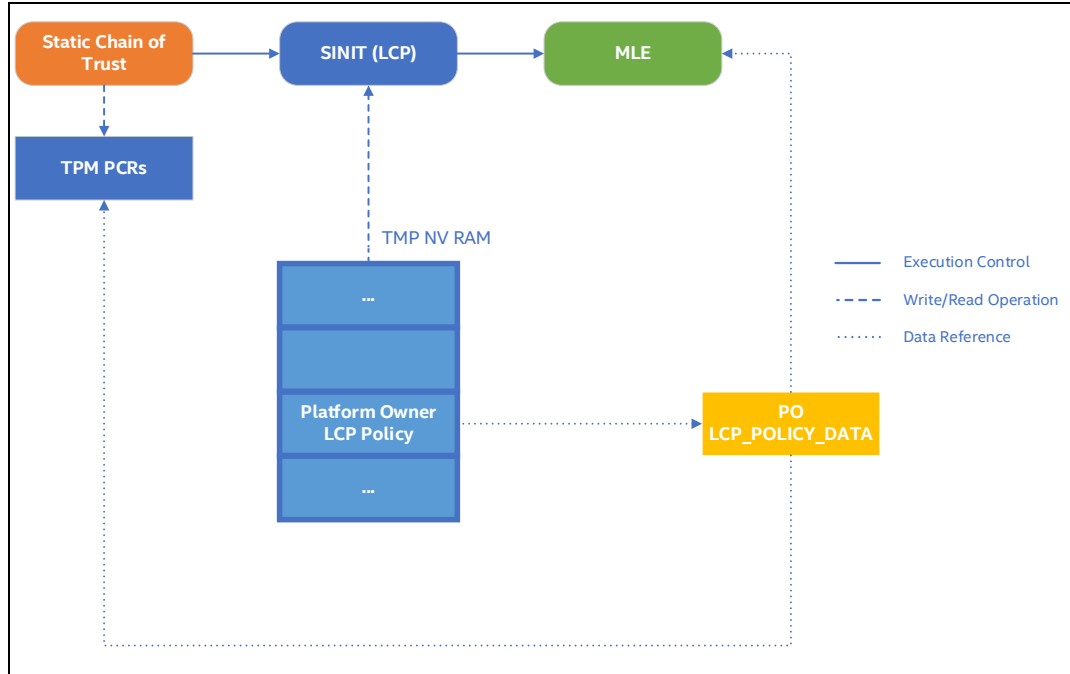 Static Chain of
Trust
SINIT (LCP)
MLE
TPM PCRs
TMP NV RAM
...
Platform Owner
LCP Policy
...
PO
LCP_POLICY_DATA
Execution Control
Write/Read Operation
Data Reference